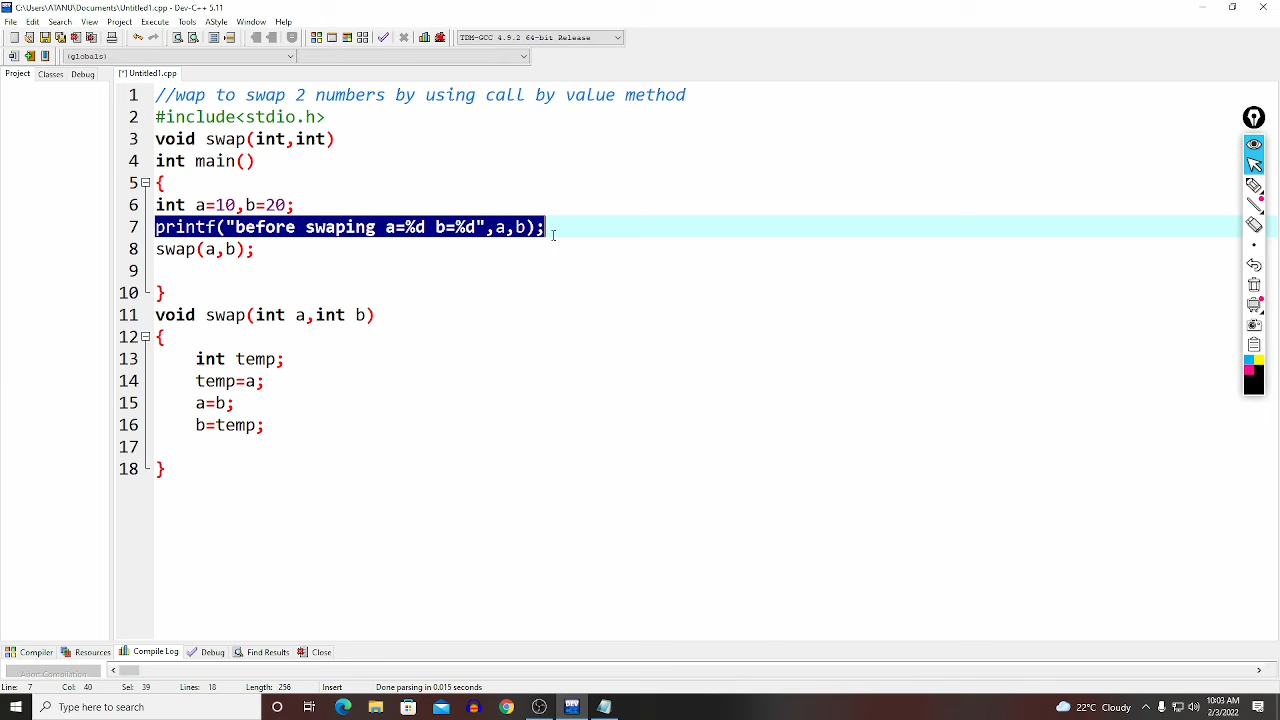 C:\Users\ATANU\Documents\Untitled1.cpp - Dev-C++ 5.11
File Edit Search View Project Execute Tools AStyle Window Help
TDM-GCC 4.9.2 64-bit Release
(globals)
Project Classes Debug [*] Untitled1.cpp
1 //wap to swap 2 numbers by using call by value method
2 #include<stdio.h>
3 void swap(int,int)
4 int main()
5 {
6 int a=10,b=20;
7 printf("before swaping a=%d b=%d",a,b);
8 swap(a,b);
9
10 }
11 void swap(int a,int b)
12 {
13 int temp;
14 temp=a;
15 a=b;
16 b=temp;
17
18 }
Compiler Resources Compile Log Debug Find Results Close
Abort Compilation
Line: 7 Col: 40 Sel: 39 Lines: 18 Length: 256 Insert Done parsing in 0.015 seconds
Type here to search DEV 22°C Cloudy 10:03 AM
2/3/2022